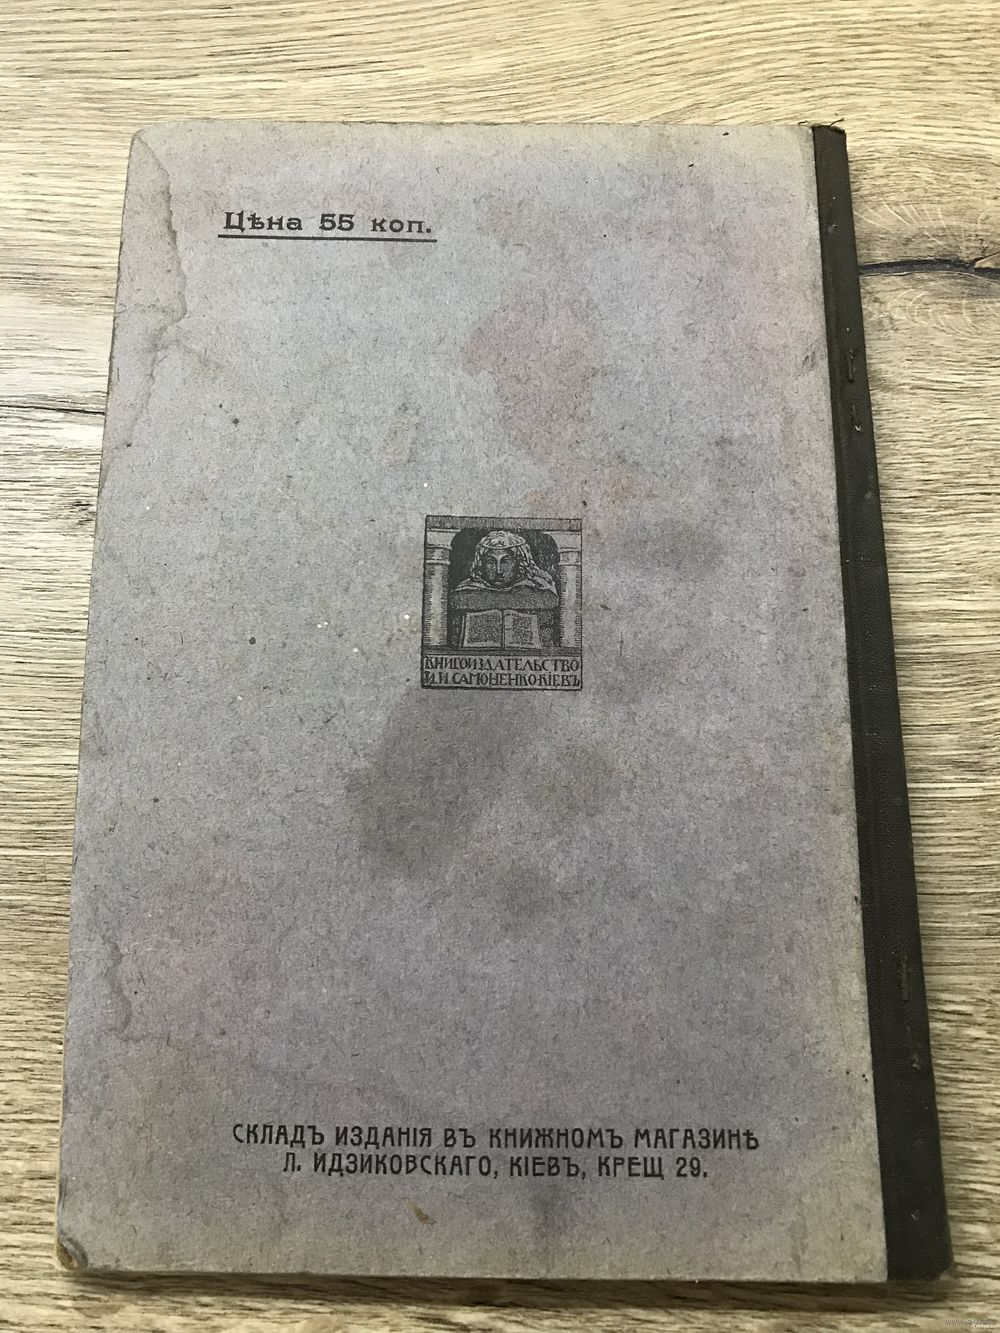 Цѣна 55 коп.
КНИГОИЗДАТЕЛЬСТВО
И.И.САМОНЕНКО·КІЕВЪ
СКЛАДЪ ИЗДАНІЯ ВЪ КНИЖНОМЪ МАГАЗИНѢ
Л. ИДЗИКОВСКАГО, КІЕВЪ, КРЕЩ 29.